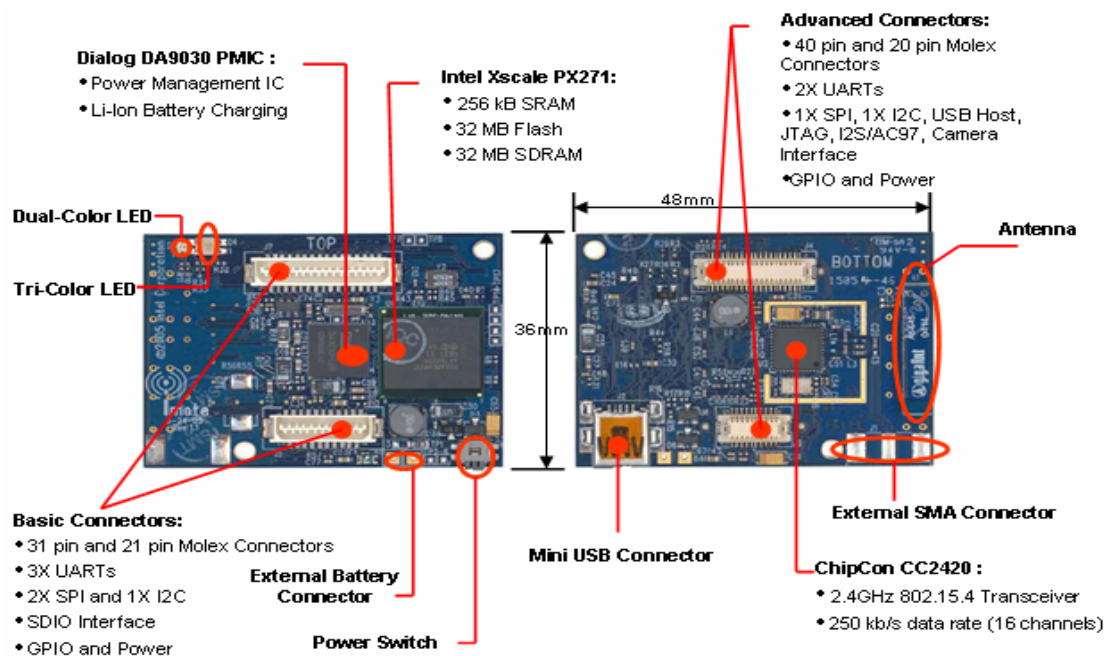 Advanced Connectors:
• 40 pin and 20 pin Molex
Connectors
• 2X UARTs
• 1X SPI, 1X I2C, USB Host,
JTAG, I2S/AC97, Camera
Interface
• GPIO and Power
Dialog DA9030 PMIC :
• Power Management IC
• Li-Ion Battery Charging
Intel Xscale PX271:
• 256 kB SRAM
• 32 MB Flash
• 32 MB SDRAM
48mm
Dual-Color LED
Tri-Color LED
Antenna
TOP
BOTTOM
©2005 Intel Corporation
36mm
imote
Basic Connectors:
• 31 pin and 21 pin Molex Connectors
• 3X UARTs
• 2X SPI and 1X I2C
• SDIO Interface
• GPIO and Power
External Battery
Connector
Power Switch
Mini USB Connector
External SMA Connector
ChipCon CC2420 :
• 2.4GHz 802.15.4 Transceiver
• 250 kb/s data rate (16 channels)